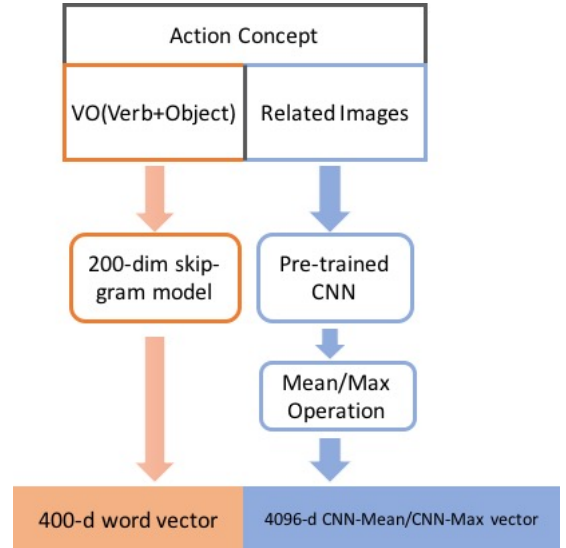 Action Concept
VO(Verb+Object)
Related Images
200-dim skip-
gram model
Pre-trained
CNN
Mean/Max
Operation
400-d word vector
4096-d CNN-Mean/CNN-Max vector